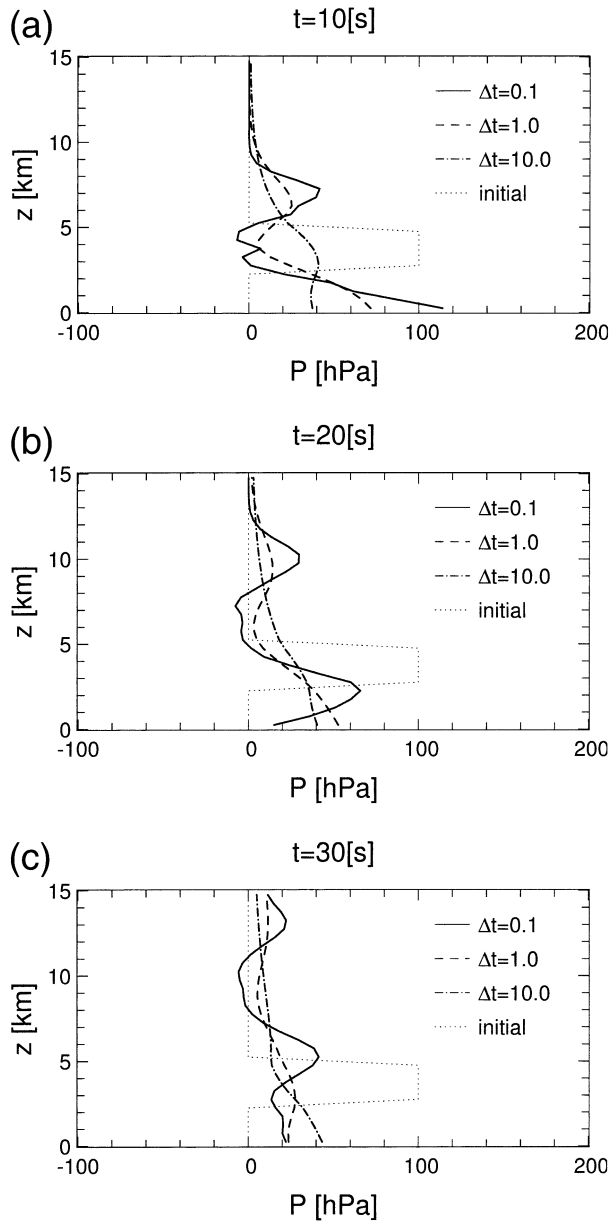 (a)
t=10[s]
15
10
5
0
z [km]
Δt=0.1
Δt=1.0
Δt=10.0
initial
-100 0 100 200
P [hPa]
(b)
t=20[s]
15
10
5
0
z [km]
Δt=0.1
Δt=1.0
Δt=10.0
initial
-100 0 100 200
P [hPa]
(c)
t=30[s]
15
10
5
0
z [km]
Δt=0.1
Δt=1.0
Δt=10.0
initial
-100 0 100 200
P [hPa]